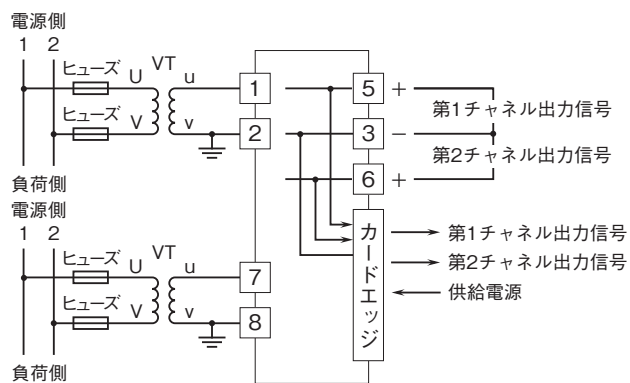 電源側
1 2
ヒューズ U VT u 1 5 +
第1チャネル出力信号
ヒューズ V v 2 3 −
第2チャネル出力信号
6 +
負荷側
電源側
1 2
カードエッジ
第1チャネル出力信号
第2チャネル出力信号
供給電源
ヒューズ U VT u 7
ヒューズ V v 8
負荷側